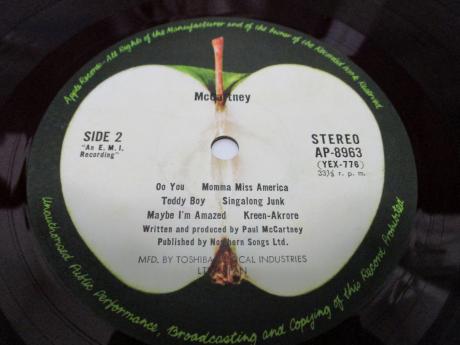 Apple Records · All Rights of the Manufacturer and of the Owner of the Recorded Work Reserved
McCartney
SIDE 2
"An E.M.I.
Recording"
STEREO
AP-8963
(YEX-776)
33⅓ r. p. m.
Oo You Momma Miss America
Teddy Boy Singalong Junk
Maybe I'm Amazed Kreen-Akrore
Written and produced by Paul McCartney
Published by Northern Songs Ltd.
MFD. BY TOSHIBA MUSICAL INDUSTRIES
Unauthorised Public Performance, Broadcasting and Copying of this Record Prohibited